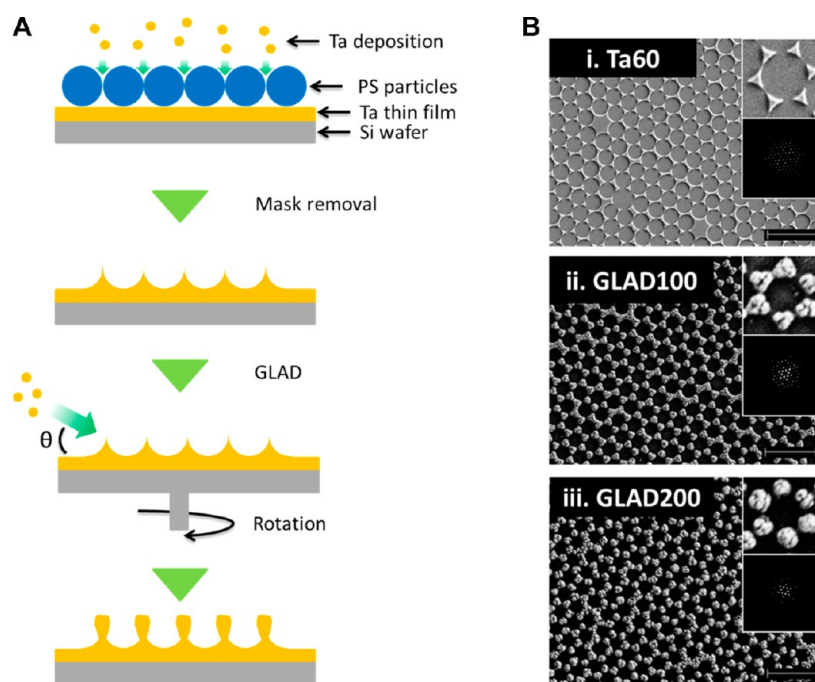 A
Ta deposition
PS particles
Ta thin film
Si wafer
Mask removal
GLAD
θ
Rotation
B
i. Ta60
ii. GLAD100
iii. GLAD200